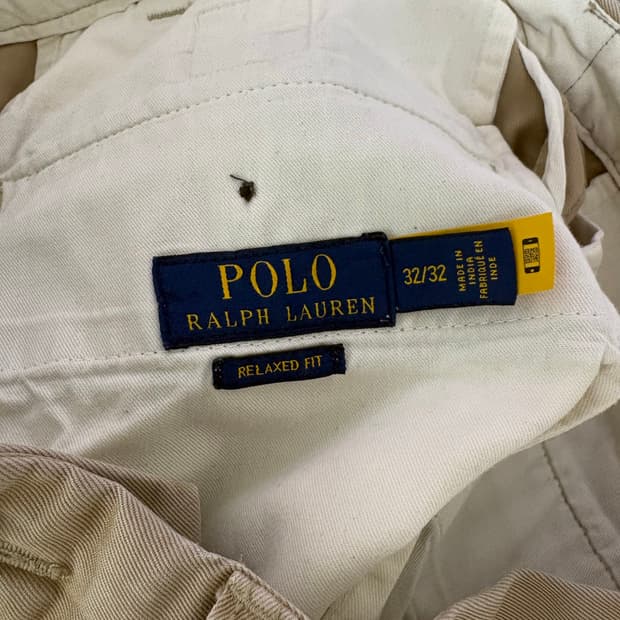 POLO
RALPH LAUREN
32/32
MADE IN
INDIA
FABRIQUÉ EN
INDE
RELAXED FIT